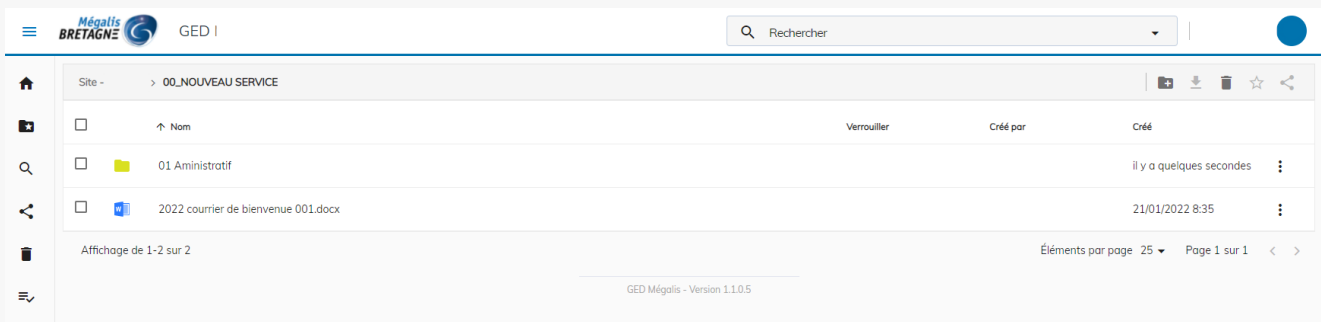 Mégalis
BRETAGNE
GED |
Rechercher
Site -
> 00_NOUVEAU SERVICE
Nom
Verrouiller
Créé par
Créé
01 Aministratif
il y a quelques secondes
W
2022 courrier de bienvenue 001.docx
21/01/2022 8:35
Affichage de 1-2 sur 2
Éléments par page 25
Page 1 sur 1
GED Mégalis - Version 1.1.0.5